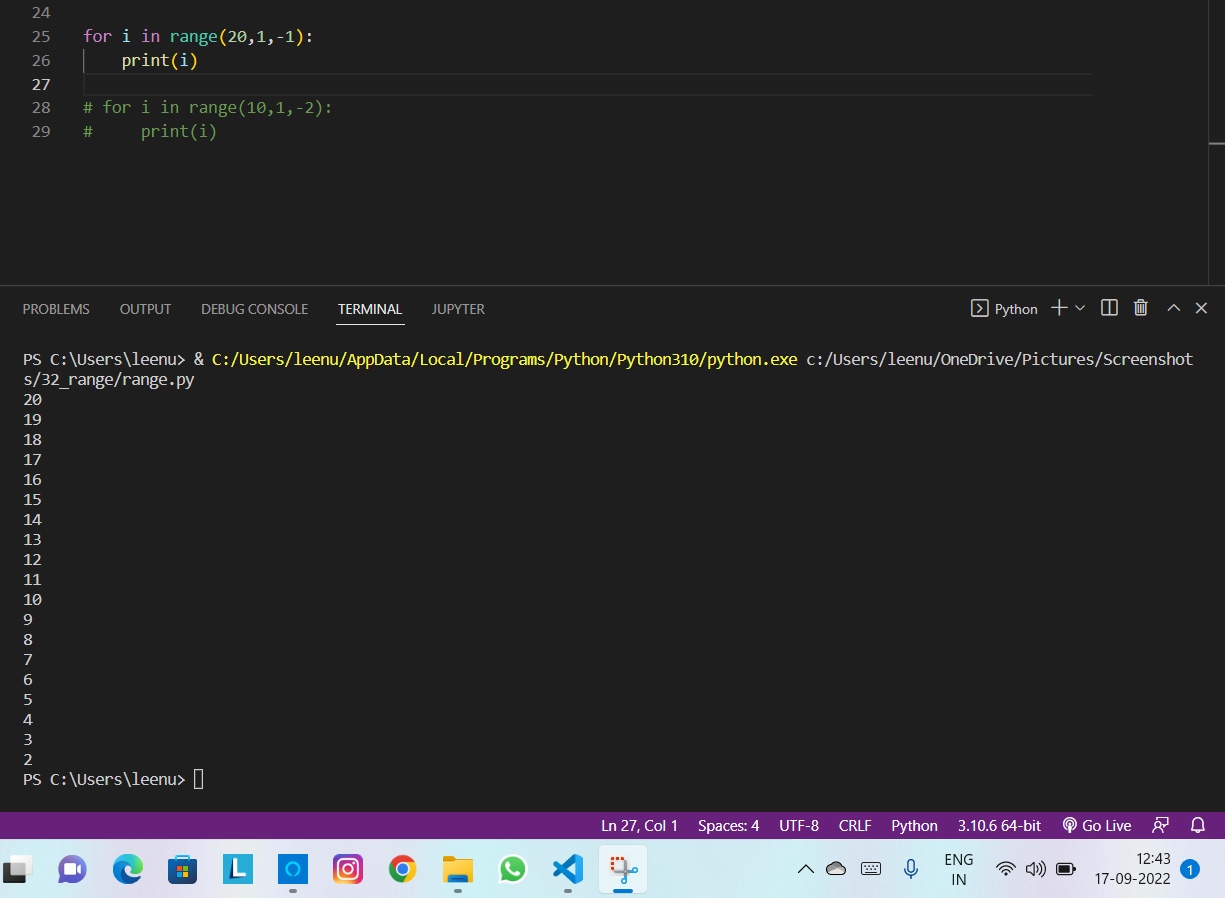 24
25 for i in range(20,1,-1):
26     print(i)
27
28 # for i in range(10,1,-2):
29 #     print(i)
PROBLEMS OUTPUT DEBUG CONSOLE TERMINAL JUPYTER Python
PS C:\Users\leenu> & C:/Users/leenu/AppData/Local/Programs/Python/Python310/python.exe c:/Users/leenu/OneDrive/Pictures/Screenshot
s/32_range/range.py
20
19
18
17
16
15
14
13
12
11
10
9
8
7
6
5
4
3
2
PS C:\Users\leenu>
Ln 27, Col 1 Spaces: 4 UTF-8 CRLF Python 3.10.6 64-bit Go Live
L
ENG
IN
12:43
17-09-2022
1